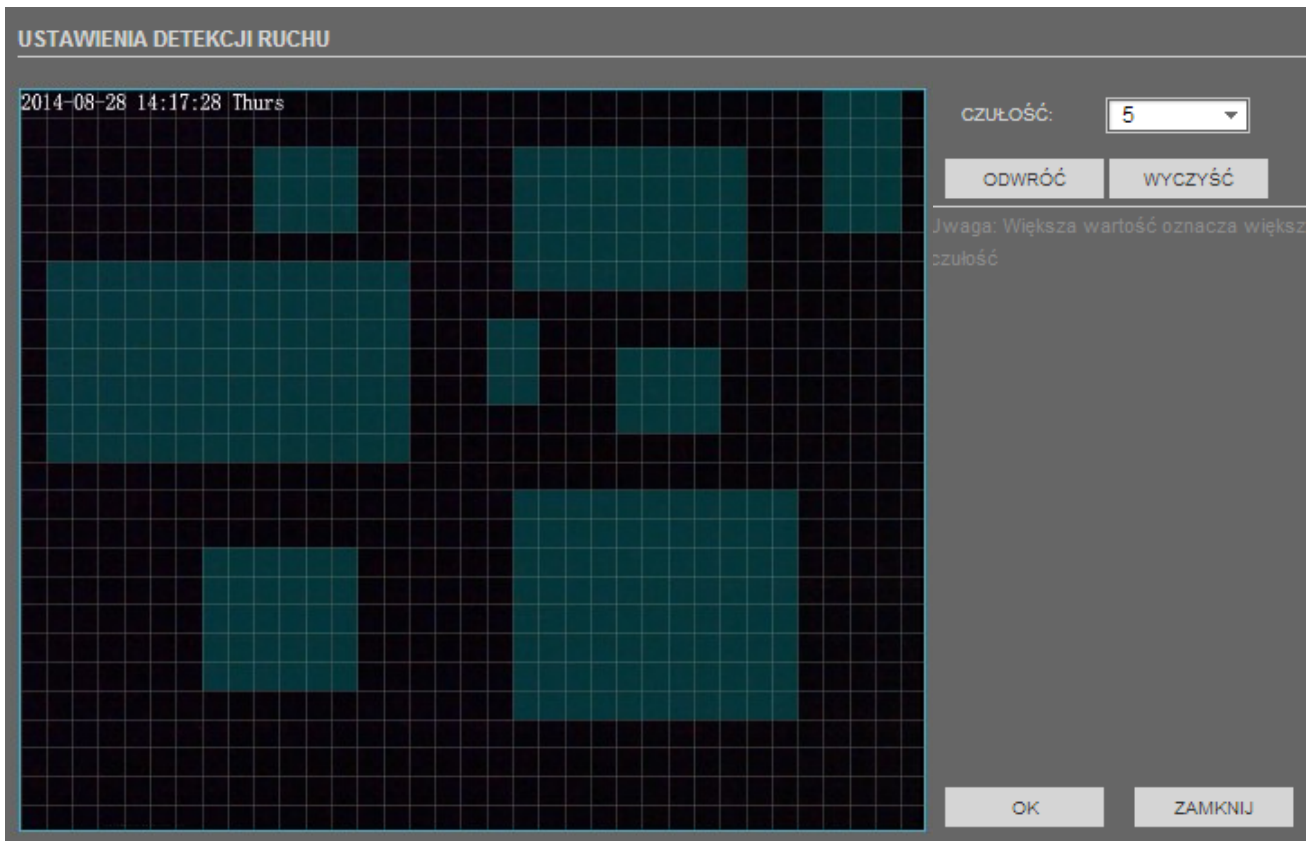 USTAWIENIA DETEKCJI RUCHU
2014-08-28 14:17:28 Thurs
CZUŁOŚĆ:
5
ODWRÓĆ
WYCZYŚĆ
Uwaga: Większa wartość oznacza większ
czułość
OK
ZAMKNIJ